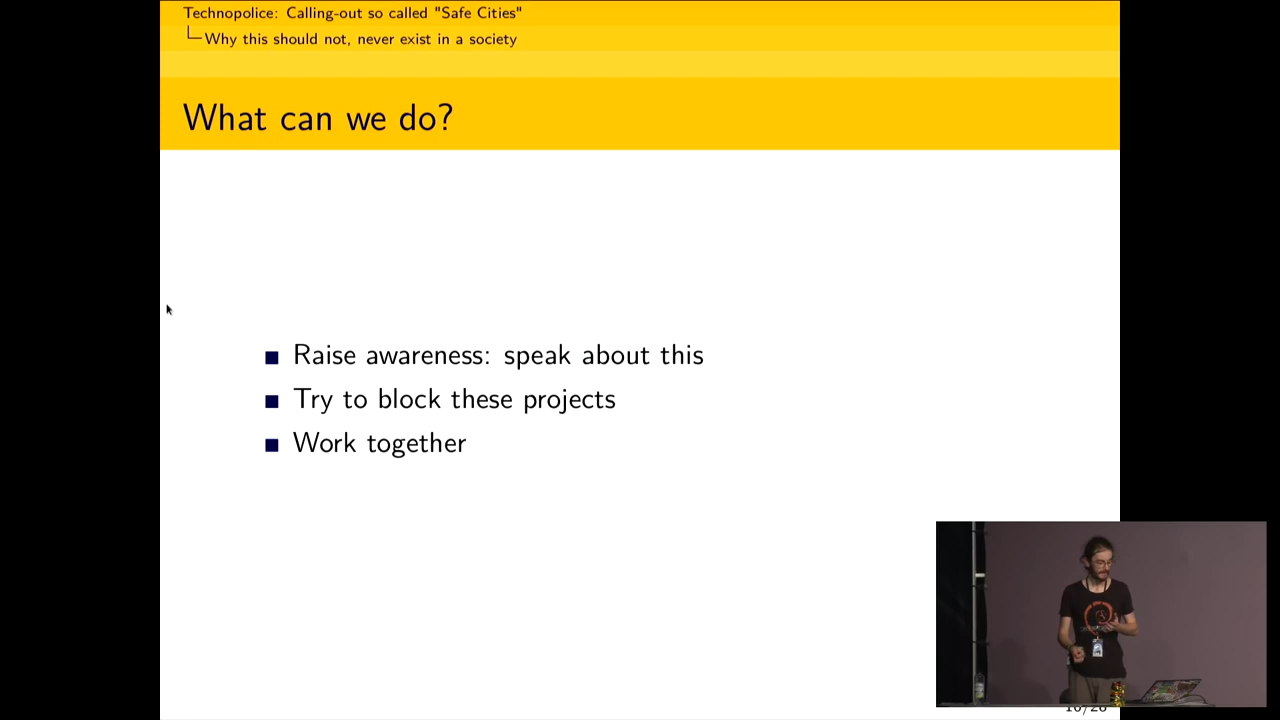 Technopolice: Calling-out so called "Safe Cities"
Why this should not, never exist in a society
What can we do?
Raise awareness: speak about this
Try to block these projects
Work together